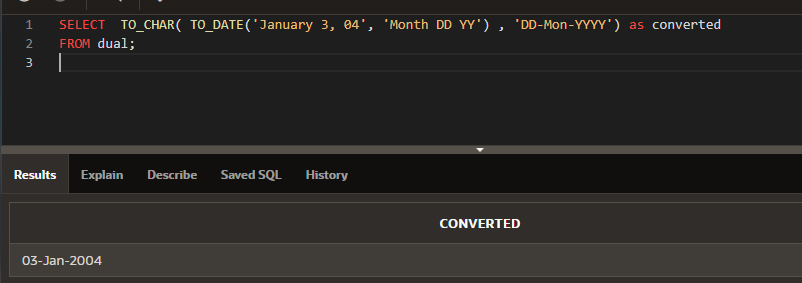 1 SELECT  TO_CHAR( TO_DATE('January 3, 04', 'Month DD YY') , 'DD-Mon-YYYY') as converted
2 FROM dual;
3
Results Explain Describe Saved SQL History
CONVERTED
03-Jan-2004